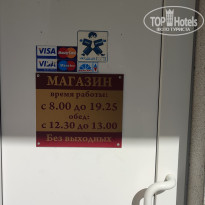 TOP Hotels
ФОТО ТУРИСТА
VISA
VISA
МАГАЗИН
время работы:
с 8.00 до 19.25
обед:
с 12.30 до 13.00
Без выходных